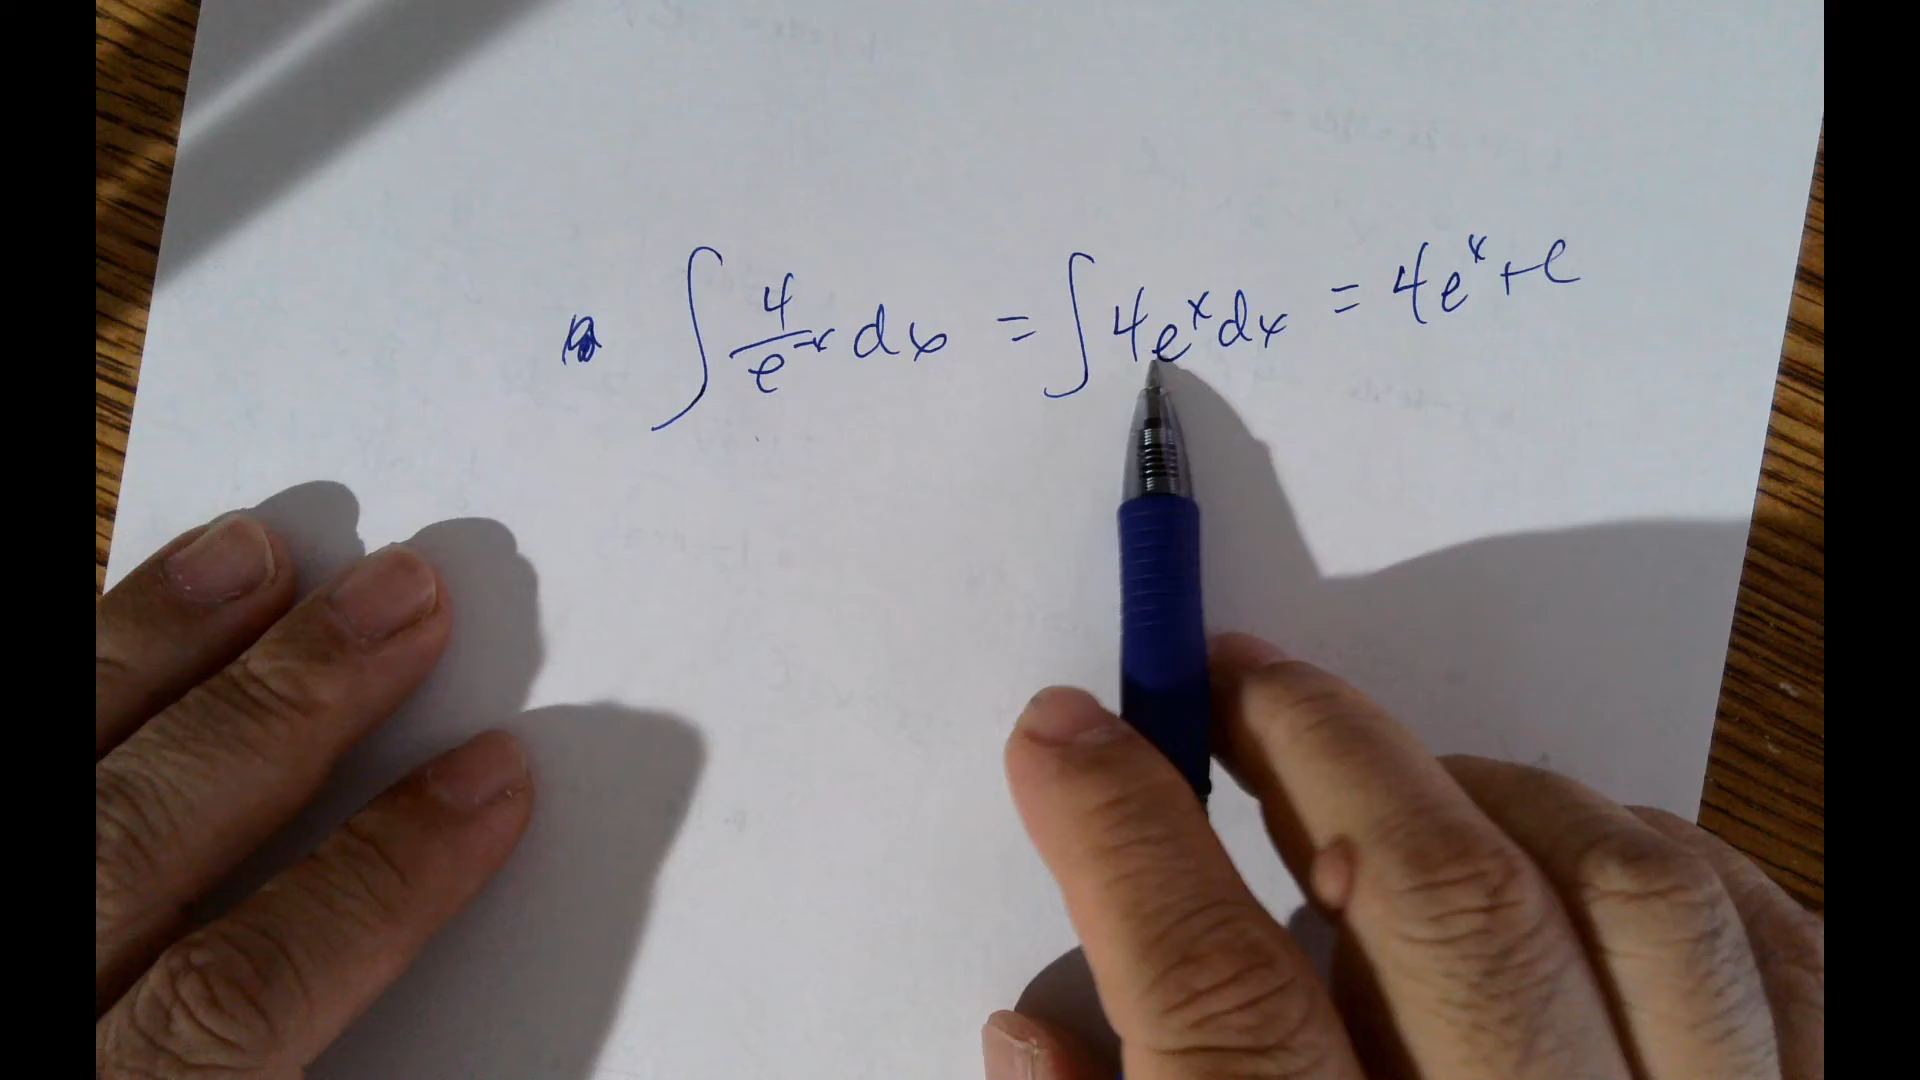 ∫ 4/e^-x dx = ∫ 4e^x dx = 4e^x + C